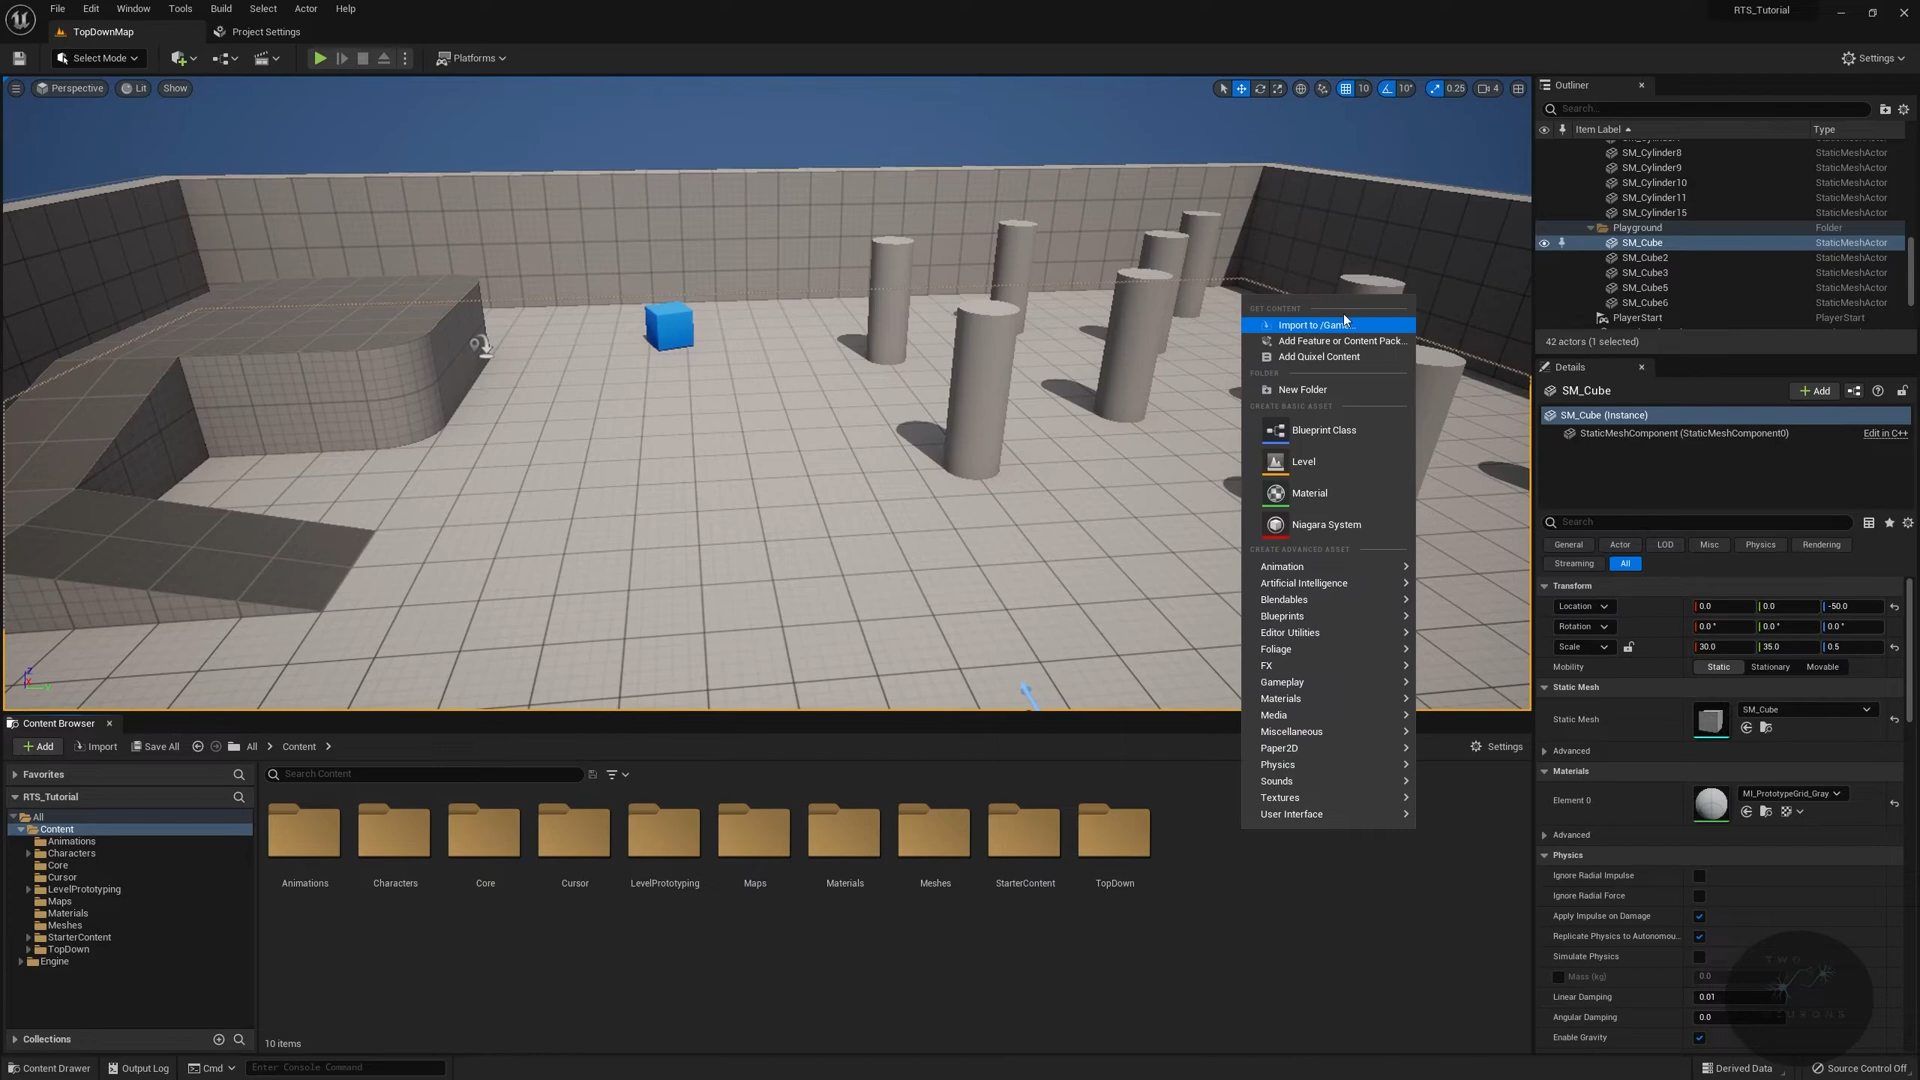 File Edit Window Tools Build Select Actor Help
RTS_Tutorial
TopDownMap
Project Settings
Select Mode
Platforms
Settings
Perspective
Lit
Show
10
10°
0.25
4
Outliner
Search...
Item Label
Type
SM_Cylinder8 StaticMeshActor
SM_Cylinder9 StaticMeshActor
SM_Cylinder10 StaticMeshActor
SM_Cylinder11 StaticMeshActor
SM_Cylinder15 StaticMeshActor
Playground Folder
SM_Cube StaticMeshActor
SM_Cube2 StaticMeshActor
SM_Cube3 StaticMeshActor
SM_Cube5 StaticMeshActor
SM_Cube6 StaticMeshActor
PlayerStart PlayerStart
42 actors (1 selected)
GET CONTENT
Import to /Game...
Add Feature or Content Pack...
Add Quixel Content
FOLDER
New Folder
CREATE BASIC ASSET
Blueprint Class
Level
Material
Niagara System
CREATE ADVANCED ASSET
Animation
Artificial Intelligence
Blendables
Blueprints
Editor Utilities
Foliage
FX
Gameplay
Materials
Media
Miscellaneous
Paper2D
Physics
Sounds
Textures
User Interface
Details
SM_Cube
Add
SM_Cube (Instance)
StaticMeshComponent (StaticMeshComponent0)
Edit in C++
Search
General Actor LOD Misc Physics Rendering
Streaming All
Transform
Location 0.0 0.0 -50.0
Rotation 0.0 ° 0.0 ° 0.0 °
Scale 30.0 35.0 0.5
Mobility Static Stationary Movable
Static Mesh
Static Mesh SM_Cube
Advanced
Materials
Element 0 MI_PrototypeGrid_Gray
Advanced
Physics
Ignore Radial Impulse
Ignore Radial Force
Apply Impulse on Damage
Replicate Physics to Autonomou...
Simulate Physics
Mass (kg) 0.0
Linear Damping 0.01
Angular Damping 0.0
Enable Gravity
Content Browser
Add Import Save All All Content Settings
Favorites
Search Content
RTS_Tutorial
All
Content
Animations
Characters
Core
Cursor
LevelPrototyping
Maps
Materials
Meshes
StarterContent
TopDown
Engine
Animations Characters Core Cursor LevelPrototyping Maps Materials Meshes StarterContent TopDown
Collections
10 items
Content Drawer Output Log Cmd Enter Console Command
Derived Data Source Control Off